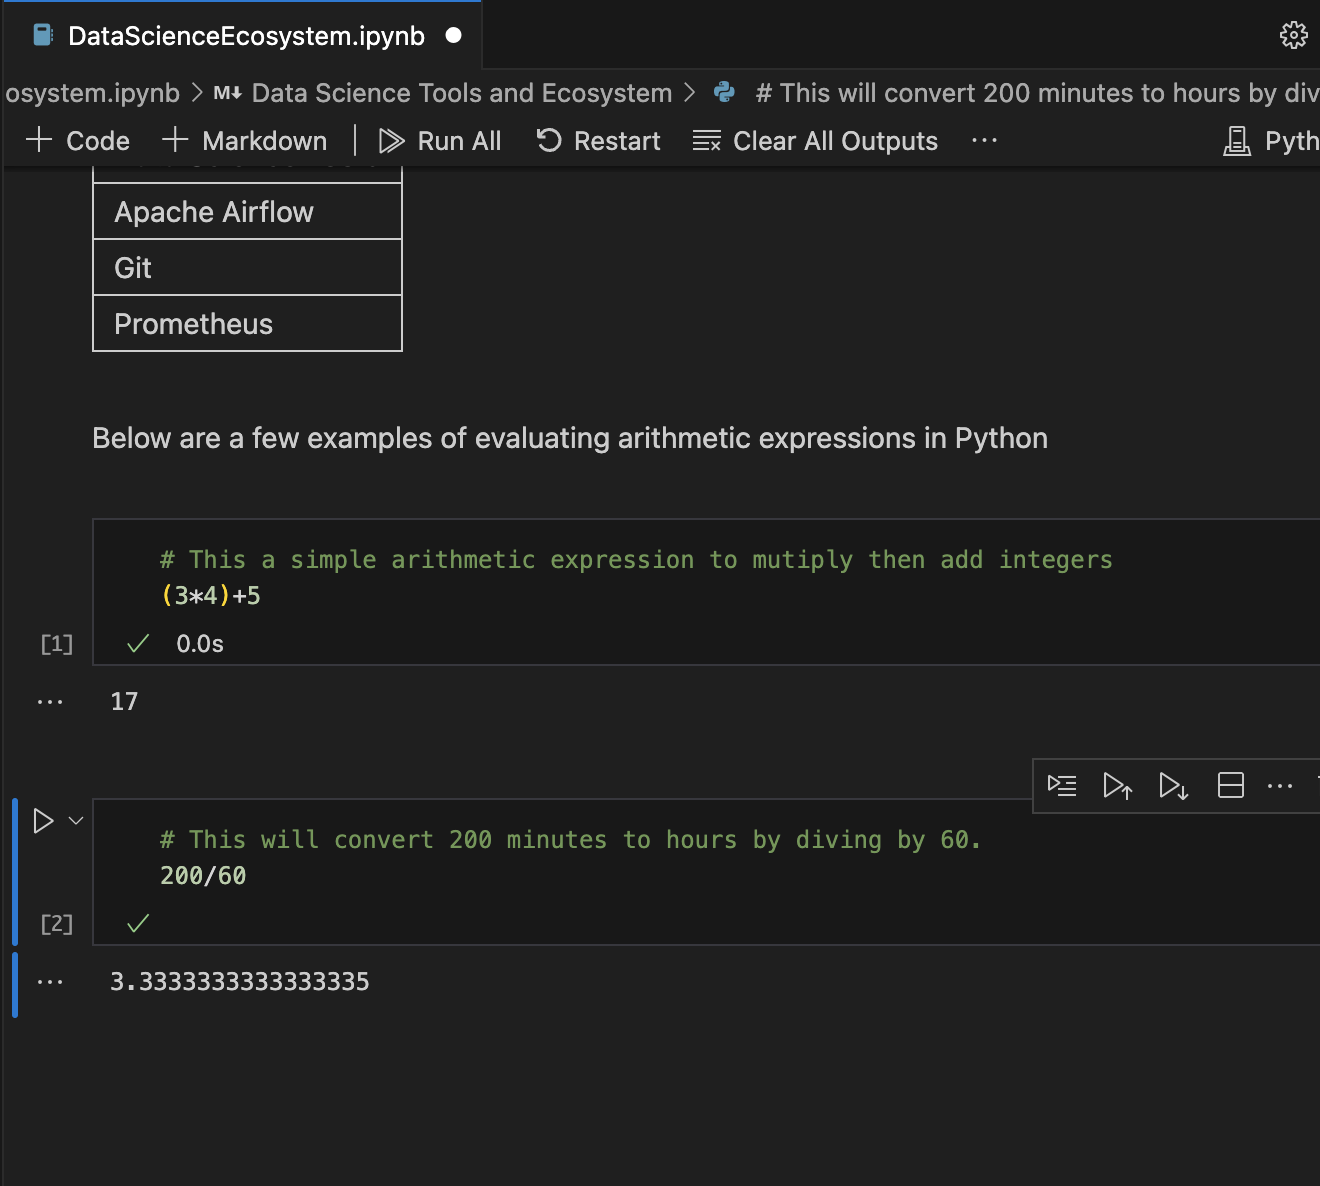 DataScienceEcosystem.ipynb
osystem.ipynb > M↓ Data Science Tools and Ecosystem > # This will convert 200 minutes to hours by div
+ Code + Markdown | Run All Restart Clear All Outputs ··· Pyth
Apache Airflow
Git
Prometheus
Below are a few examples of evaluating arithmetic expressions in Python
# This a simple arithmetic expression to mutiply then add integers
(3*4)+5
[1] ✓ 0.0s
··· 17
# This will convert 200 minutes to hours by diving by 60.
200/60
[2] ✓
··· 3.3333333333333335